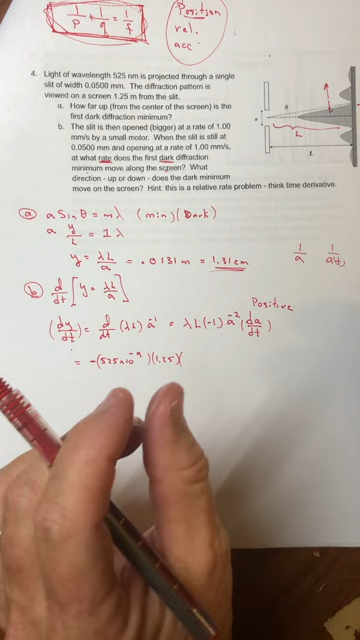 1/p + 1/q = 1/f
Position
rel.
acc.
4. Light of wavelength 525 nm is projected through a single
slit of width 0.0500 mm. The diffraction pattern is
viewed on a screen 1.25 m from the slit.
a. How far up (from the center of the screen) is the
first dark diffraction minimum?
b. The slit is then opened (bigger) at a rate of 1.00
mm/s by a small motor. When the slit is still at
0.0500 mm and opening at a rate of 1.00 mm/s,
at what rate does the first dark diffraction
minimum move along the screen? What
direction - up or down - does the dark minimum
move on the screen? Hint: this is a relative rate problem - think time derivative.
θ
a
L
ℓ
(a) a Sin θ = mλ (min) (Dark)
a y/L = 1 λ
y = λL/a = .0131 m = 1.31 cm
1/a
(b) d/dt [y = λL/a]
Positive
(dy/dt) = d/dt (λL) a⁻¹ = λL(-1) a⁻² (da/dt)
= -(525x10⁻⁹)(1.25)(